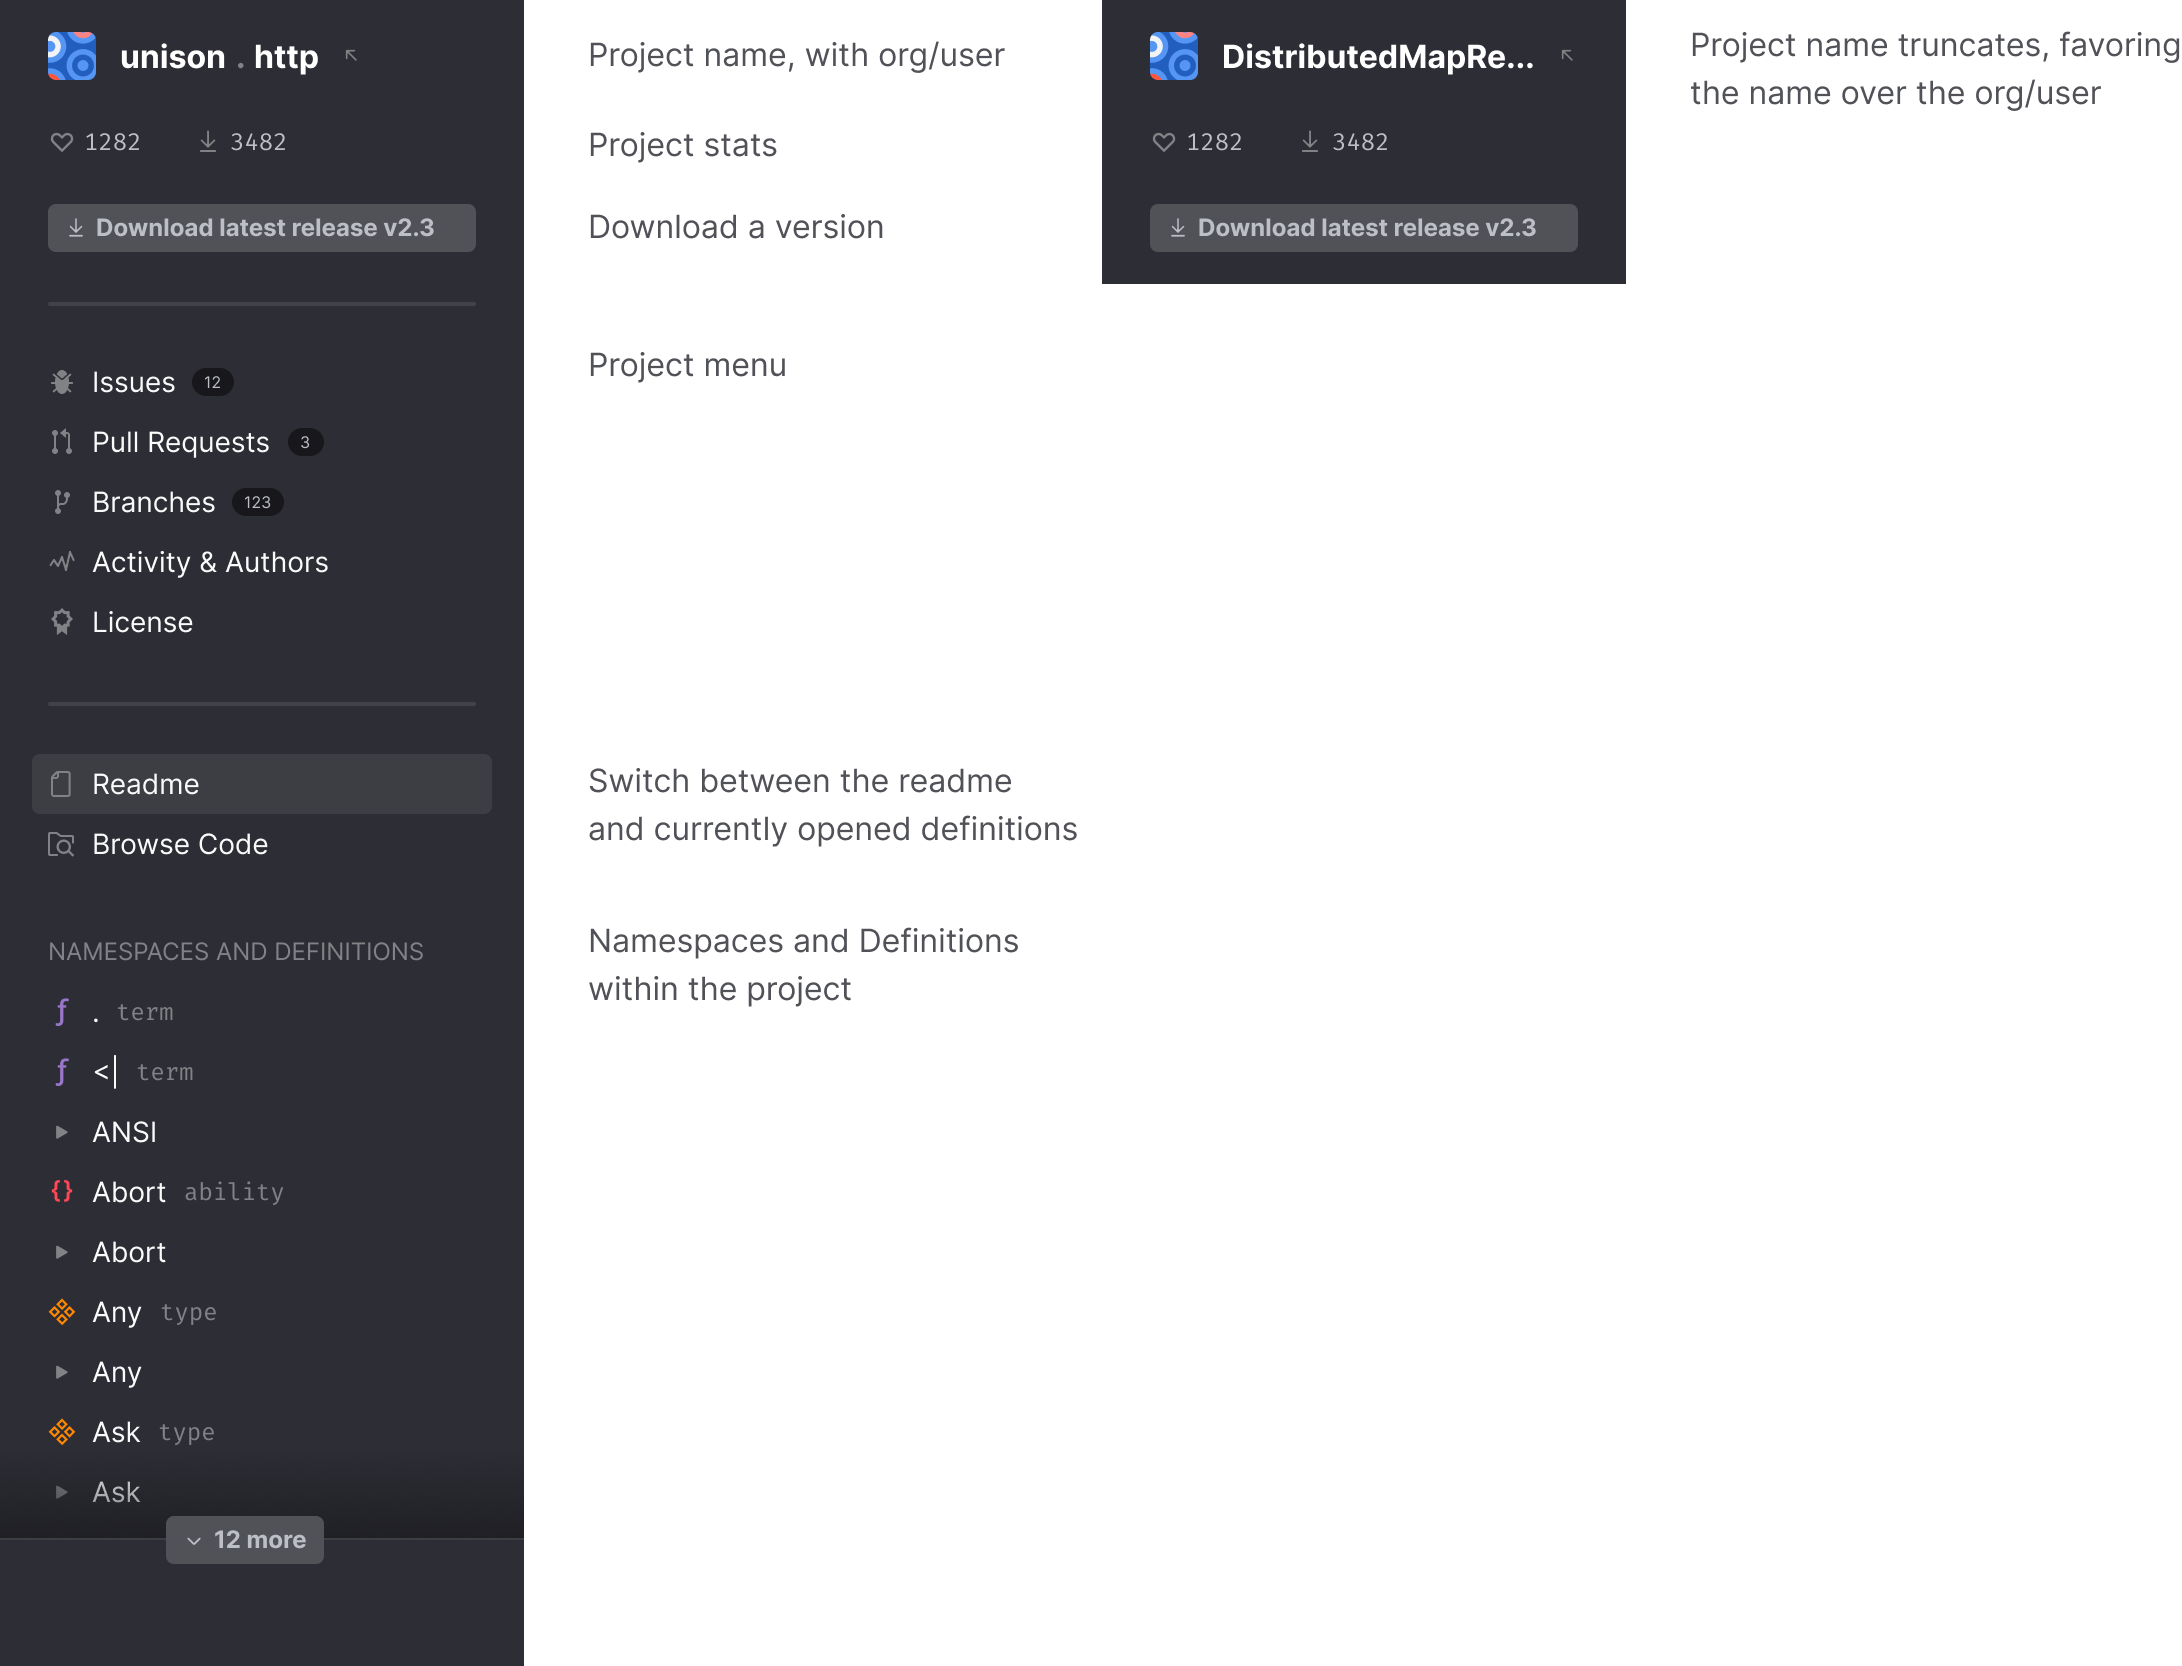 unison . http
1282 3482
Download latest release v2.3
Issues 12
Pull Requests 3
Branches 123
Activity & Authors
License
Readme
Browse Code
NAMESPACES AND DEFINITIONS
ƒ . term
ƒ <| term
ANSI
{} Abort ability
Abort
Any type
Any
Ask type
Ask
12 more
Project name, with org/user
Project stats
Download a version
Project menu
Switch between the readme
and currently opened definitions
Namespaces and Definitions
within the project
DistributedMapRe...
1282 3482
Download latest release v2.3
Project name truncates, favoring
the name over the org/user